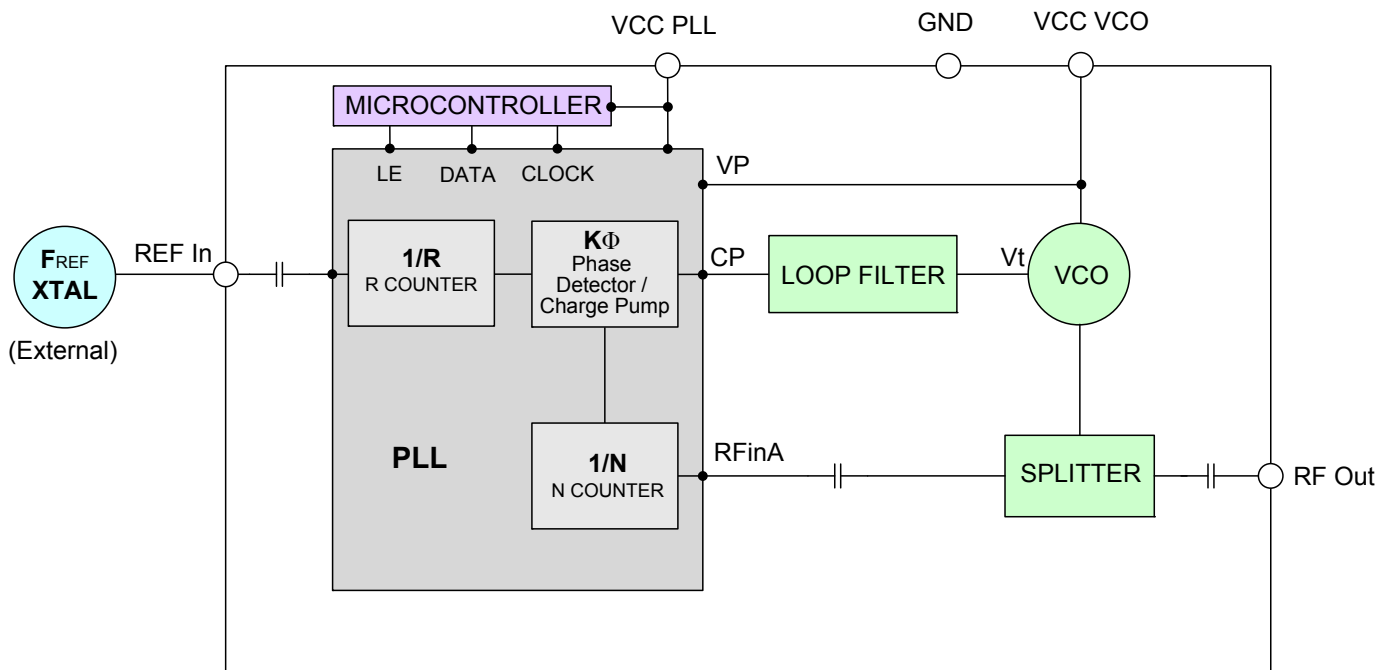 VCC PLL
GND
VCC VCO
MICROCONTROLLER
LE
DATA
CLOCK
VP
REF In
FREF
XTAL
(External)
1/R
R COUNTER
KΦ
Phase
Detector /
Charge Pump
CP
LOOP FILTER
Vt
VCO
PLL
1/N
N COUNTER
RFinA
SPLITTER
RF Out